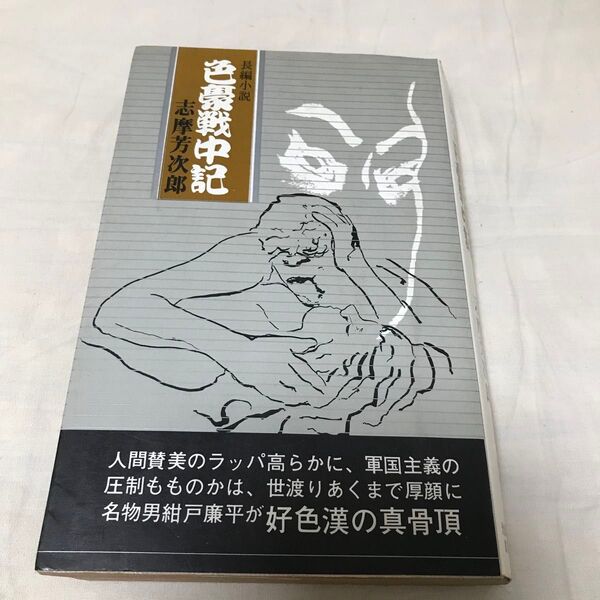 長編小説
色豪戦中記
志摩芳次郎
人間賛美のラッパ高らかに、軍国主義の
圧制もものかは、世渡りあくまで厚顔に
名物男紺戸廉平が好色漢の真骨頂